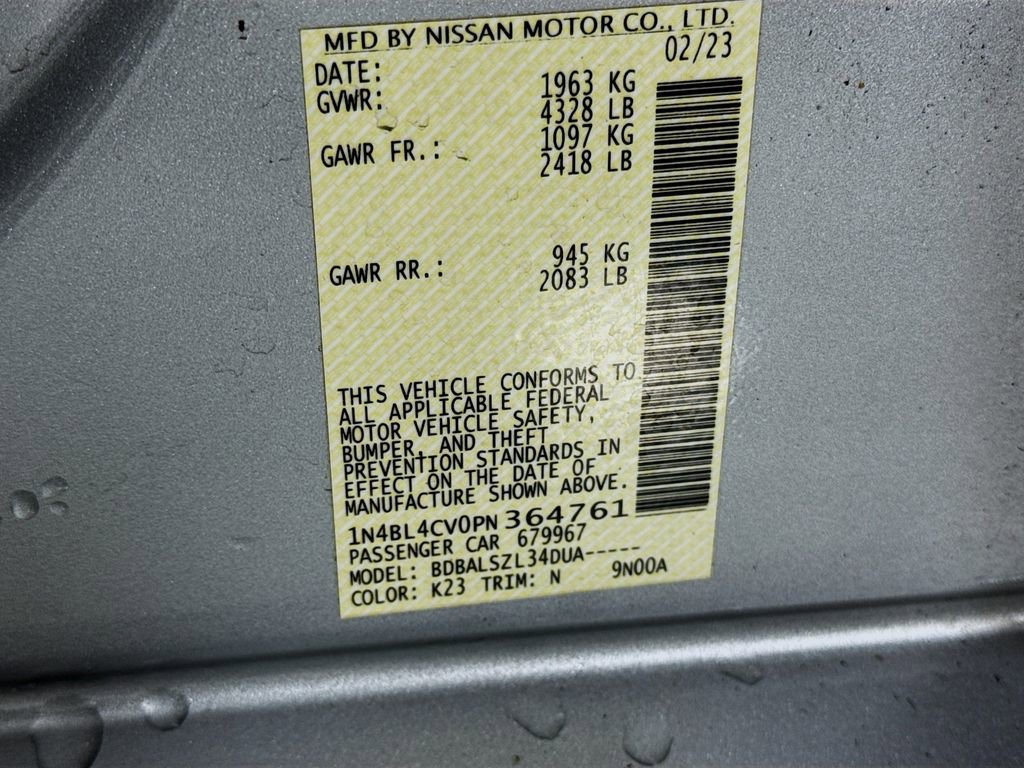 MFD BY NISSAN MOTOR CO., LTD.
DATE: 02/23
GVWR: 1963 KG
4328 LB
GAWR FR.: 1097 KG
2418 LB
GAWR RR.: 945 KG
2083 LB
THIS VEHICLE CONFORMS TO
ALL APPLICABLE FEDERAL
MOTOR VEHICLE SAFETY,
BUMPER, AND THEFT
PREVENTION STANDARDS IN
EFFECT ON THE DATE OF
MANUFACTURE SHOWN ABOVE.
1N4BL4CV0PN364761
PASSENGER CAR 679967
MODEL: BDBALSZL34DUA-----
COLOR: K23 TRIM: N 9N00A